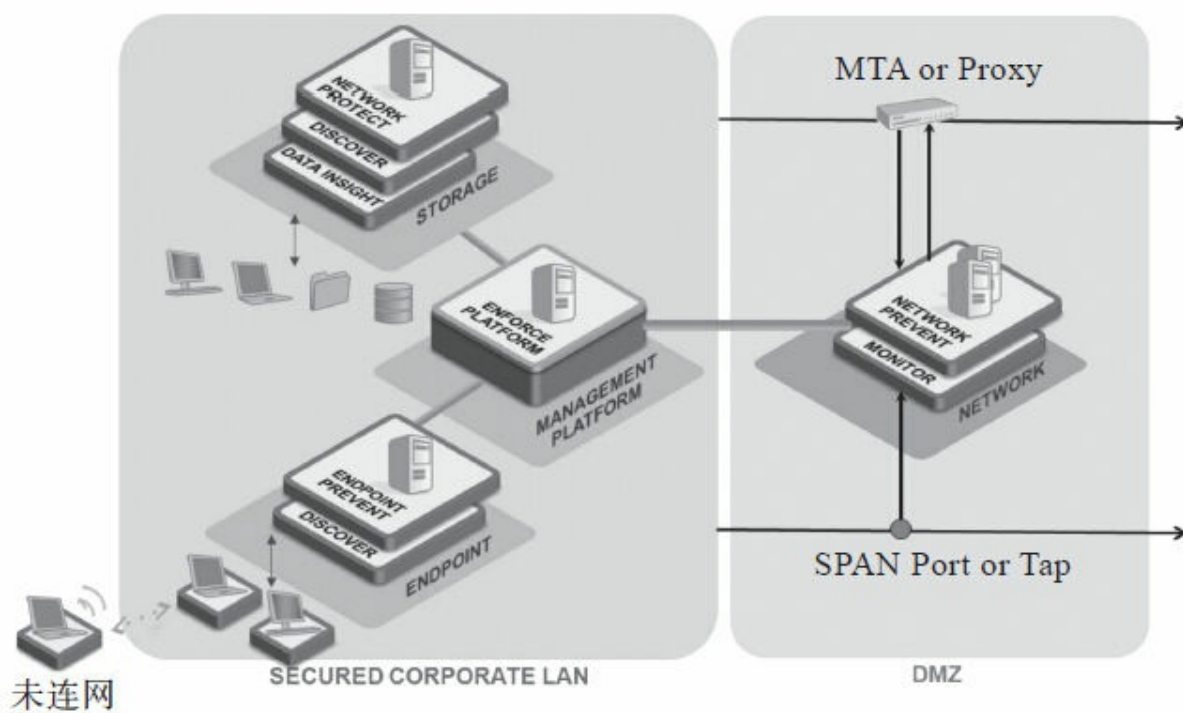 NETWORK
PROTECT
DISCOVER
DATA INSIGHT
STORAGE
ENFORCE
PLATFORM
MANAGEMENT
PLATFORM
ENDPOINT
PREVENT
DISCOVER
ENDPOINT
未连网
SECURED CORPORATE LAN
MTA or Proxy
NETWORK
PREVENT
MONITOR
NETWORK
SPAN Port or Tap
DMZ